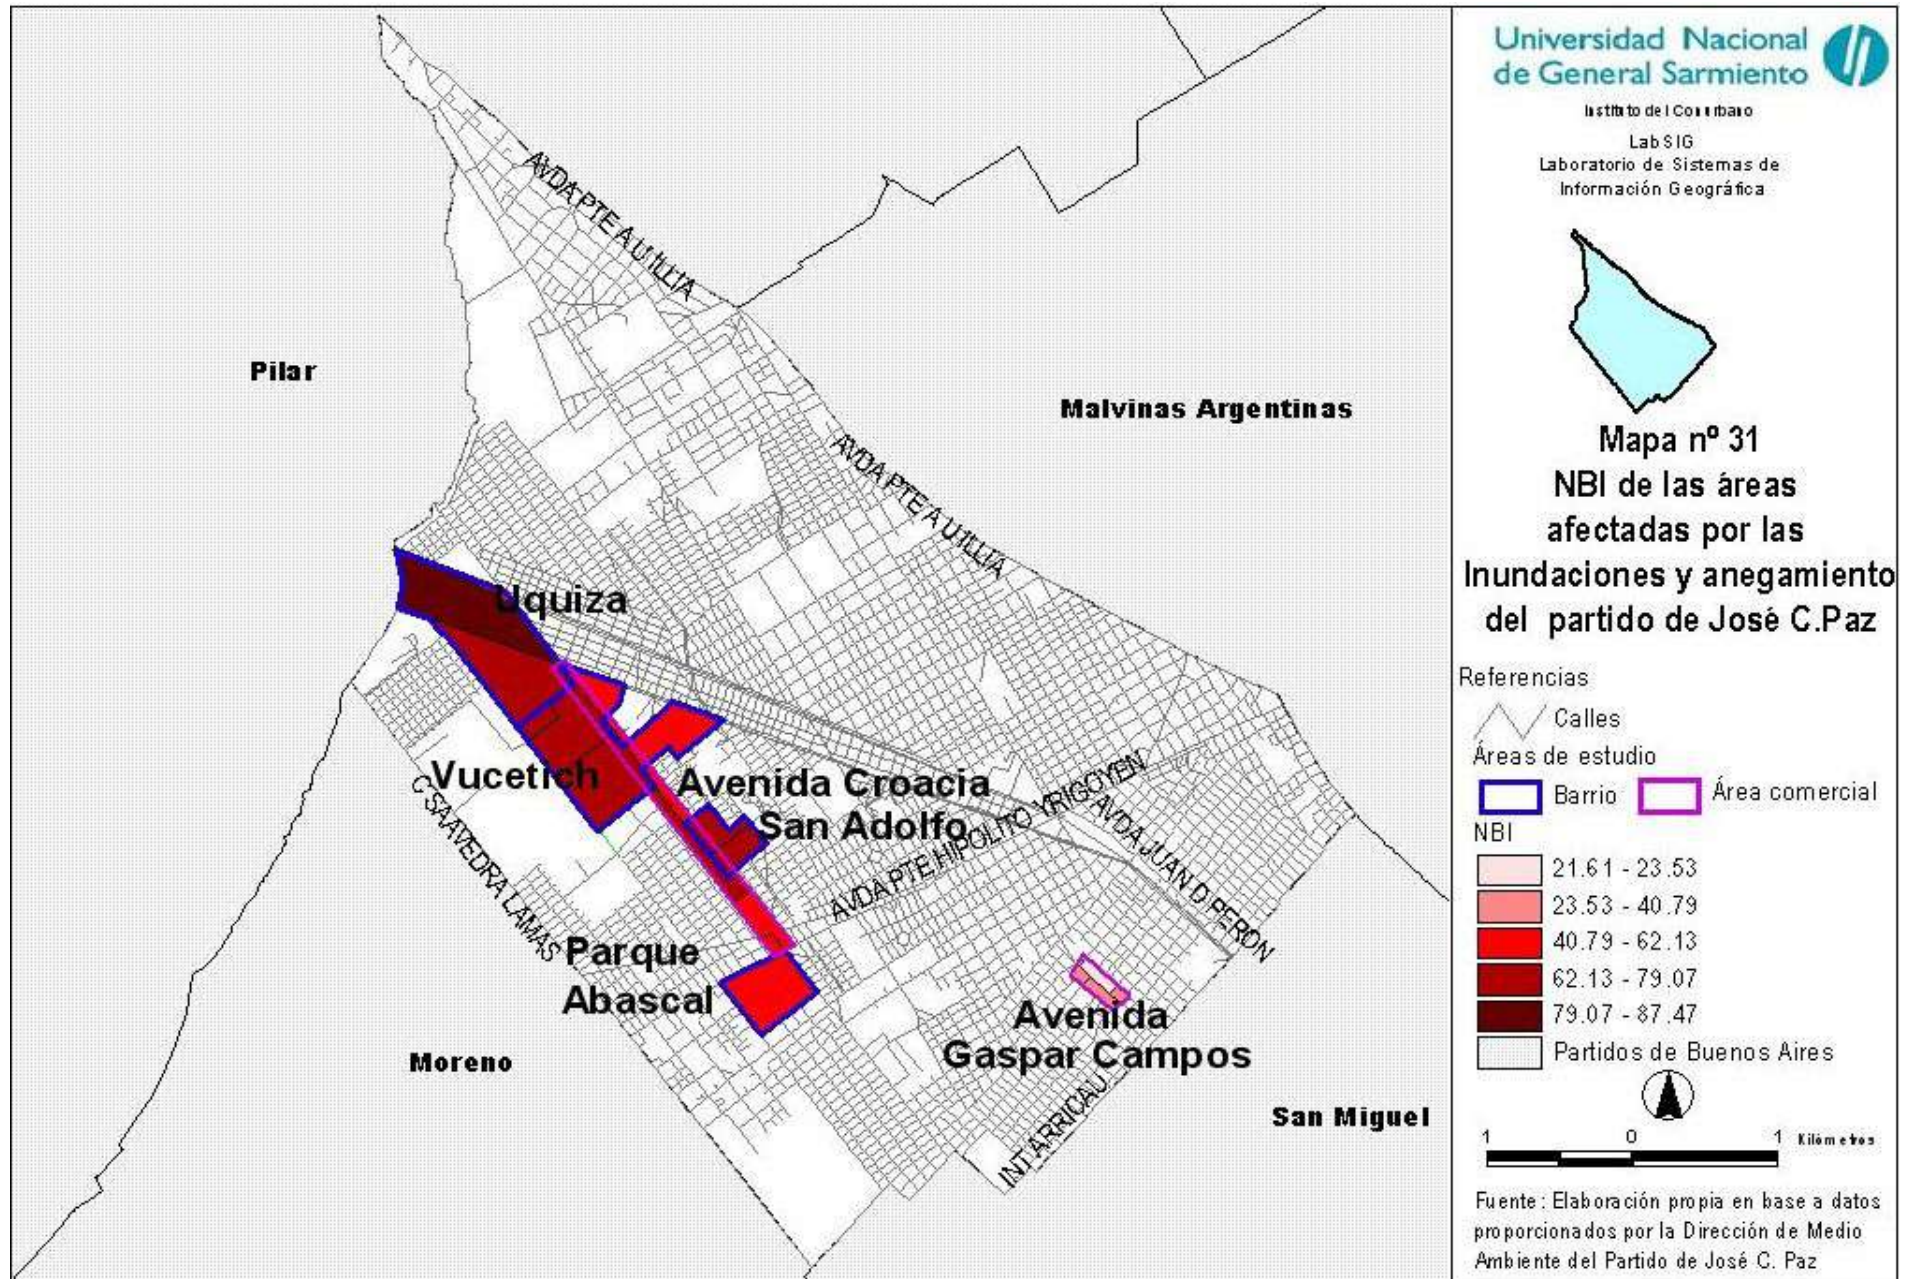 AVDA PTE A U ILLIA
Pilar
Malvinas Argentinas
AVDA PTE A U ILLIA
Uquiza
Vucetich
Avenida Croacia
San Adolfo
AVDA PTE HIPOLITO YRIGOYEN
AVDA JUAN D PERON
C SAAVEDRA LAMAS
Parque
Abascal
Avenida
Gaspar Campos
Moreno
San Miguel
INT ARRICAU
Universidad Nacional
de General Sarmiento
Instituto del Conurbano
LabSIG
Laboratorio de Sistemas de
Información Geográfica
Mapa nº 31
NBI de las áreas
afectadas por las
Inundaciones y anegamiento
del partido de José C.Paz
Referencias
Calles
Áreas de estudio
Barrio Área comercial
NBI
21.61 - 23.53
23.53 - 40.79
40.79 - 62.13
62.13 - 79.07
79.07 - 87.47
Partidos de Buenos Aires
1 0 1 Kilómetros
Fuente: Elaboración propia en base a datos
proporcionados por la Dirección de Medio
Ambiente del Partido de José C. Paz